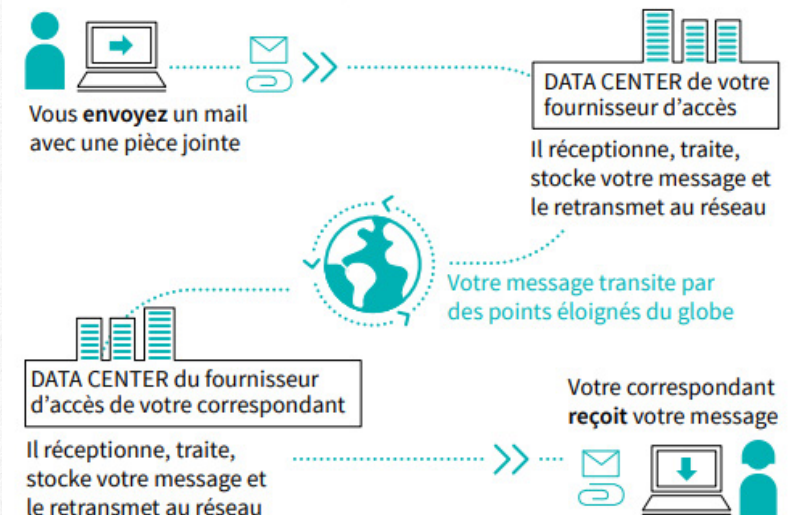 Vous envoyez un mail
avec une pièce jointe
DATA CENTER de votre
fournisseur d'accès
Il réceptionne, traite,
stocke votre message et
le retransmet au réseau
Votre message transite par
des points éloignés du globe
DATA CENTER du fournisseur
d'accès de votre correspondant
Il réceptionne, traite,
stocke votre message et
le retransmet au réseau
Votre correspondant
reçoit votre message